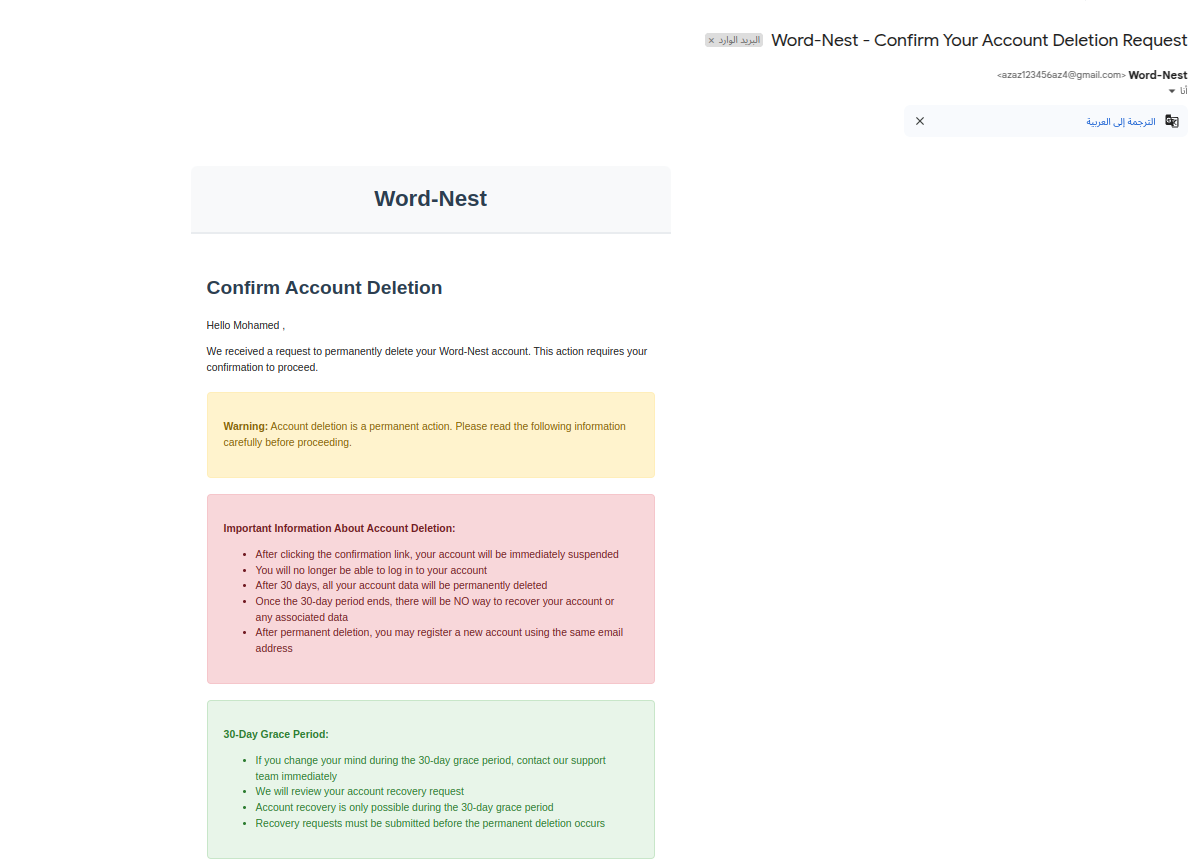 Word-Nest - Confirm Your Account Deletion Request البريد الوارد ×
Word-Nest <azaz123456az4@gmail.com>
أنا
الترجمة إلى العربية
Word-Nest
Confirm Account Deletion
Hello Mohamed ,
We received a request to permanently delete your Word-Nest account. This action requires your
confirmation to proceed.
Warning: Account deletion is a permanent action. Please read the following information
carefully before proceeding.
Important Information About Account Deletion:
• After clicking the confirmation link, your account will be immediately suspended
• You will no longer be able to log in to your account
• After 30 days, all your account data will be permanently deleted
• Once the 30-day period ends, there will be NO way to recover your account or
any associated data
• After permanent deletion, you may register a new account using the same email
address
30-Day Grace Period:
• If you change your mind during the 30-day grace period, contact our support
team immediately
• We will review your account recovery request
• Account recovery is only possible during the 30-day grace period
• Recovery requests must be submitted before the permanent deletion occurs